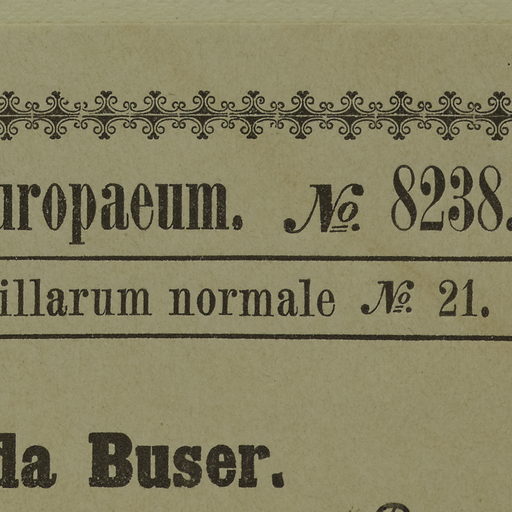 uropaeum. № 8238.
illarum normale № 21.
da Buser.